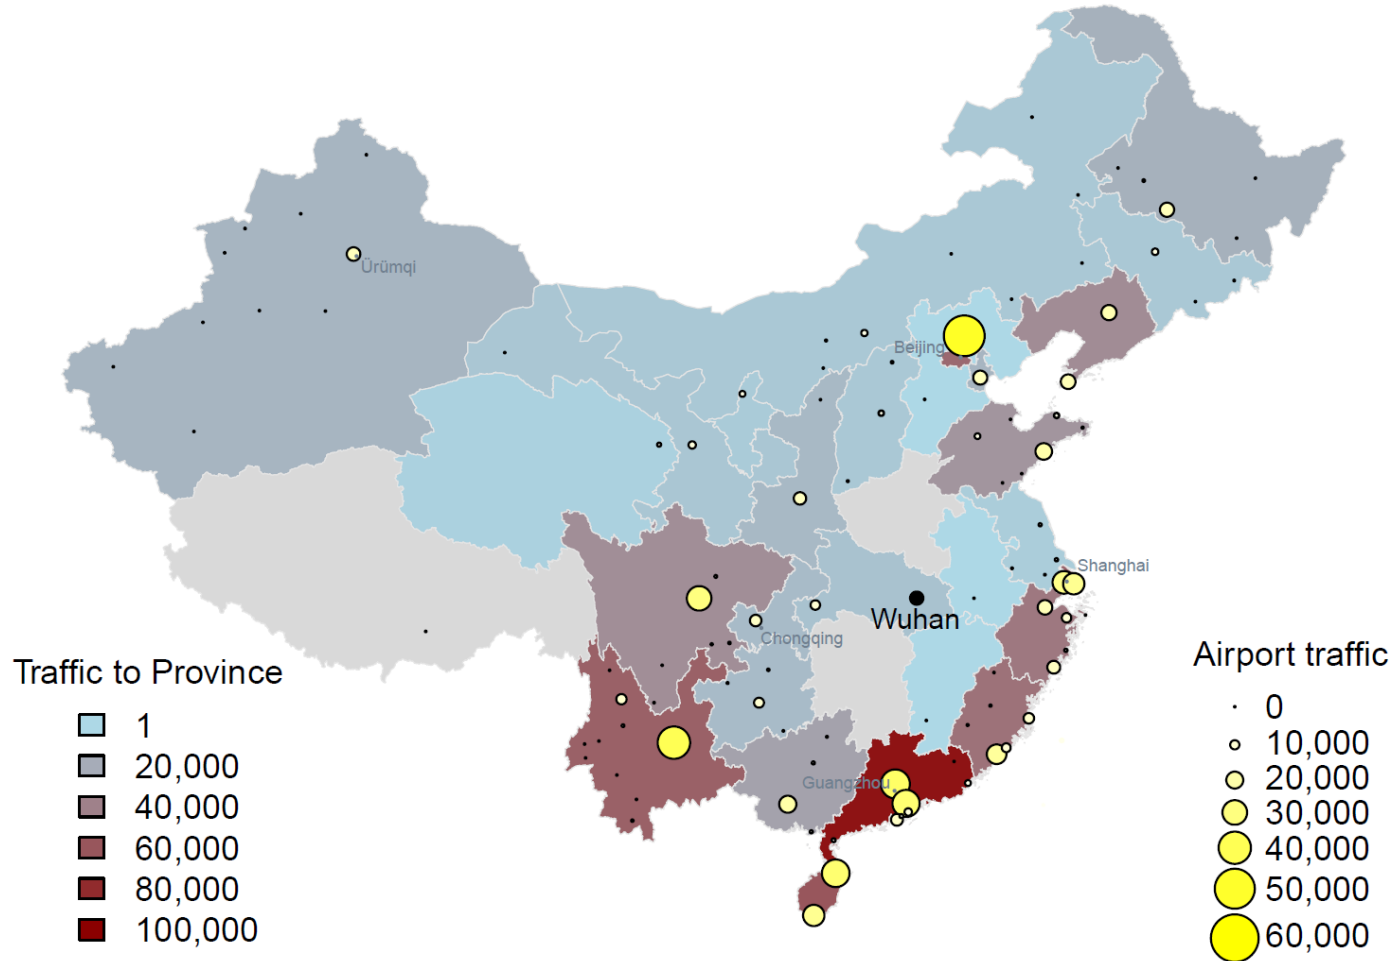 Ürümqi
Beijing
Shanghai
Wuhan
Chongqing
Guangzhou
Traffic to Province
1
20,000
40,000
60,000
80,000
100,000
Airport traffic
0
10,000
20,000
30,000
40,000
50,000
60,000